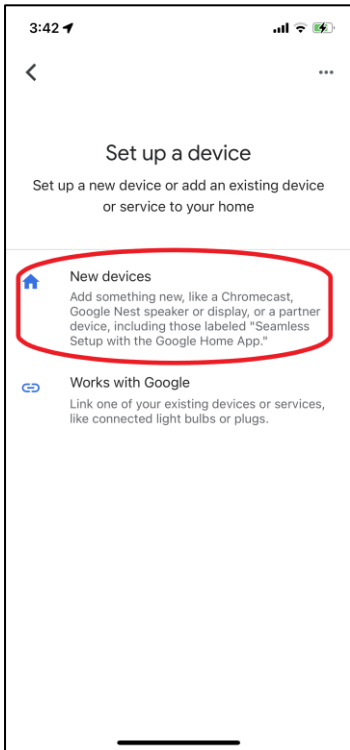 3:42
Set up a device
Set up a new device or add an existing device
or service to your home
New devices
Add something new, like a Chromecast,
Google Nest speaker or display, or a partner
device, including those labeled "Seamless
Setup with the Google Home App."
Works with Google
Link one of your existing devices or services,
like connected light bulbs or plugs.